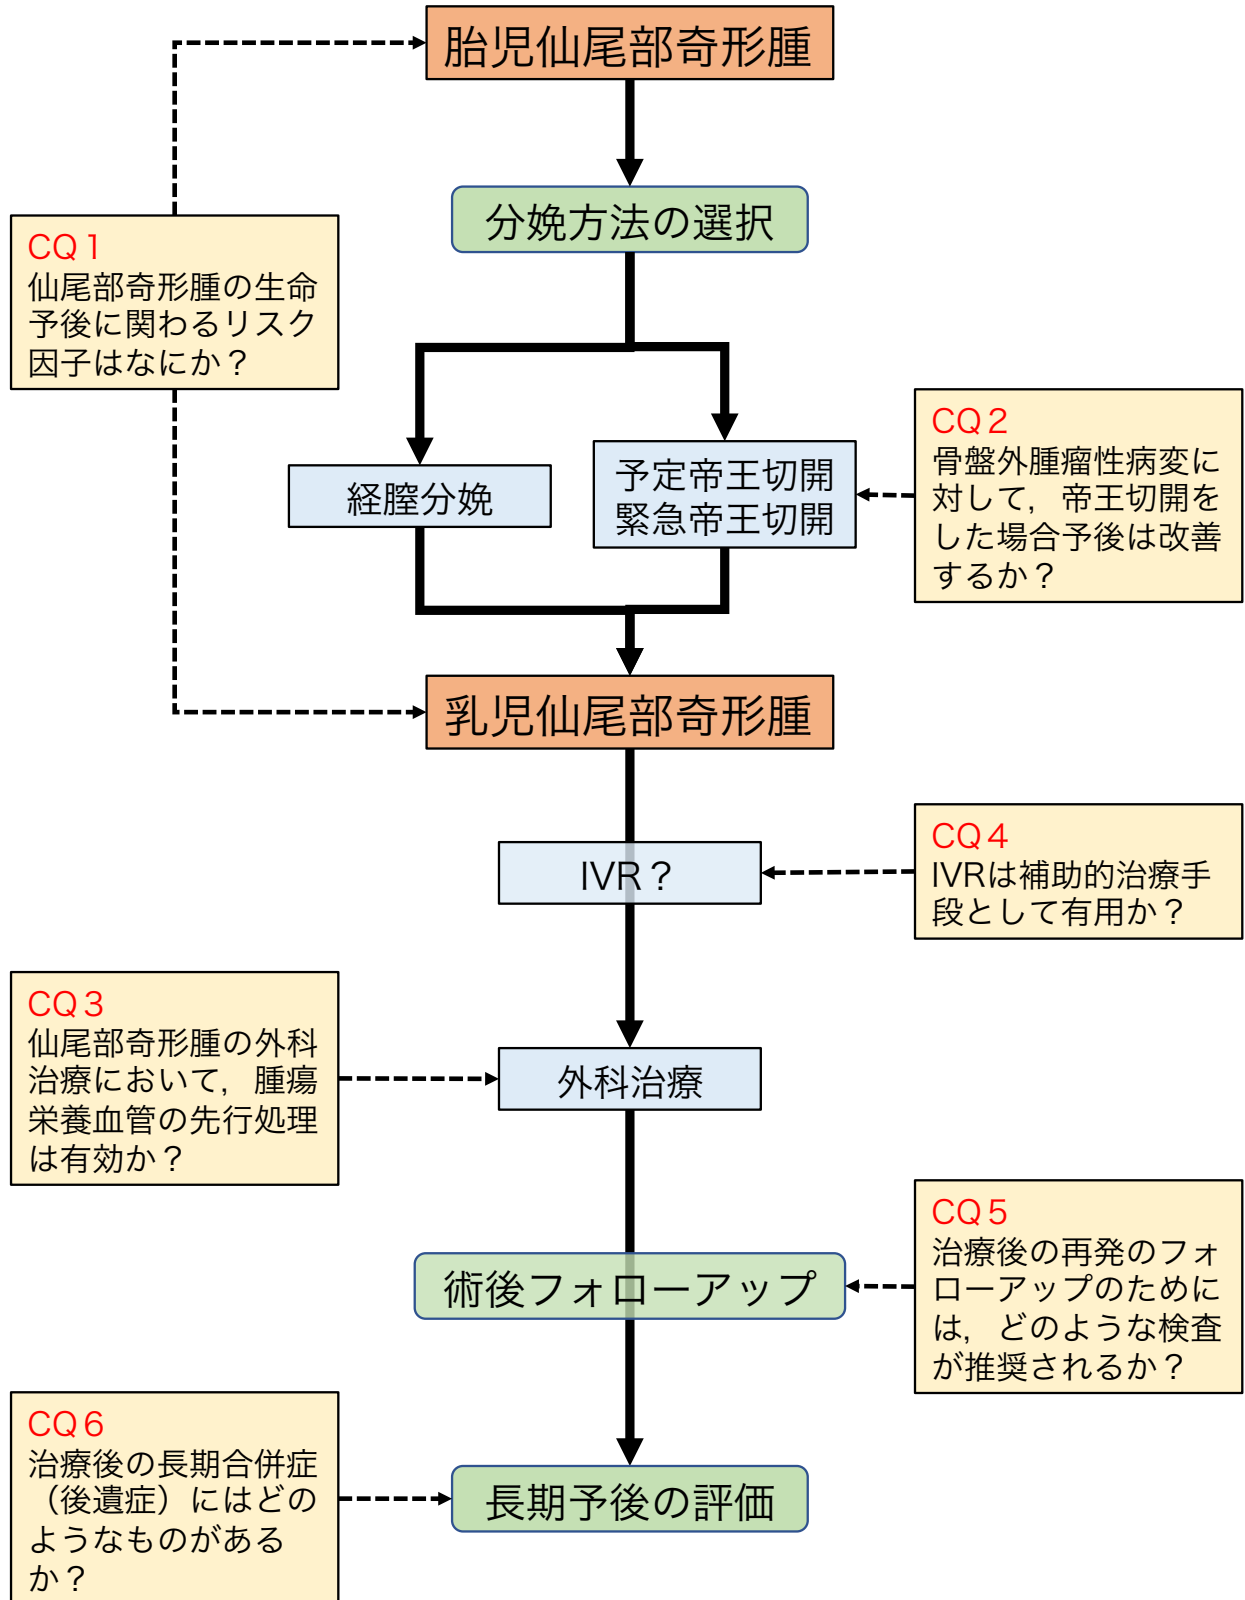 胎児仙尾部奇形腫
分娩方法の選択
CQ1
仙尾部奇形腫の生命
予後に関わるリスク
因子はなにか？
経膣分娩
予定帝王切開
緊急帝王切開
CQ2
骨盤外腫瘤性病変に
対して，帝王切開を
した場合予後は改善
するか？
乳児仙尾部奇形腫
IVR？
CQ4
IVRは補助的治療手
段として有用か？
CQ3
仙尾部奇形腫の外科
治療において，腫瘍
栄養血管の先行処理
は有効か？
外科治療
CQ5
治療後の再発のフォ
ローアップのために
は，どのような検査
が推奨されるか？
術後フォローアップ
CQ6
治療後の長期合併症
（後遺症）にはどの
ようなものがある
か？
長期予後の評価